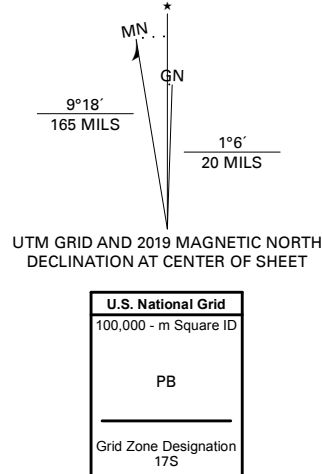 ★
MN
GN
9°18´
165 MILS
1°6´
20 MILS
UTM GRID AND 2019 MAGNETIC NORTH
DECLINATION AT CENTER OF SHEET
U.S. National Grid
100,000 - m Square ID
PB
Grid Zone Designation
17S